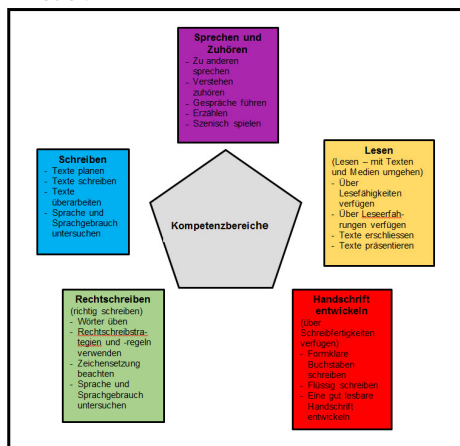 Sprechen und
Zuhören
- Zu anderen
sprechen
- Verstehen
zuhören
- Gespräche führen
- Erzählen
- Szenisch spielen
Schreiben
- Texte planen
- Texte schreiben
- Texte
überarbeiten
- Sprache und
Sprachgebrauch
untersuchen
Lesen
(Lesen – mit Texten
und Medien umgehen)
- Über
Lesefähigkeiten
verfügen
- Über Leseerfah-
rungen verfügen
- Texte erschliessen
- Texte präsentieren
Kompetenzbereiche
Rechtschreiben
(richtig schreiben)
- Wörter üben
- Rechtschreibstra-
tegien und -regeln
verwenden
- Zeichensetzung
beachten
- Sprache und
Sprachgebrauch
untersuchen
Handschrift
entwickeln
(über
Schreibfertigkeiten
verfügen)
- Formklare
Buchstaben
schreiben
- Flüssig schreiben
- Eine gut lesbare
Handschrift
entwickeln